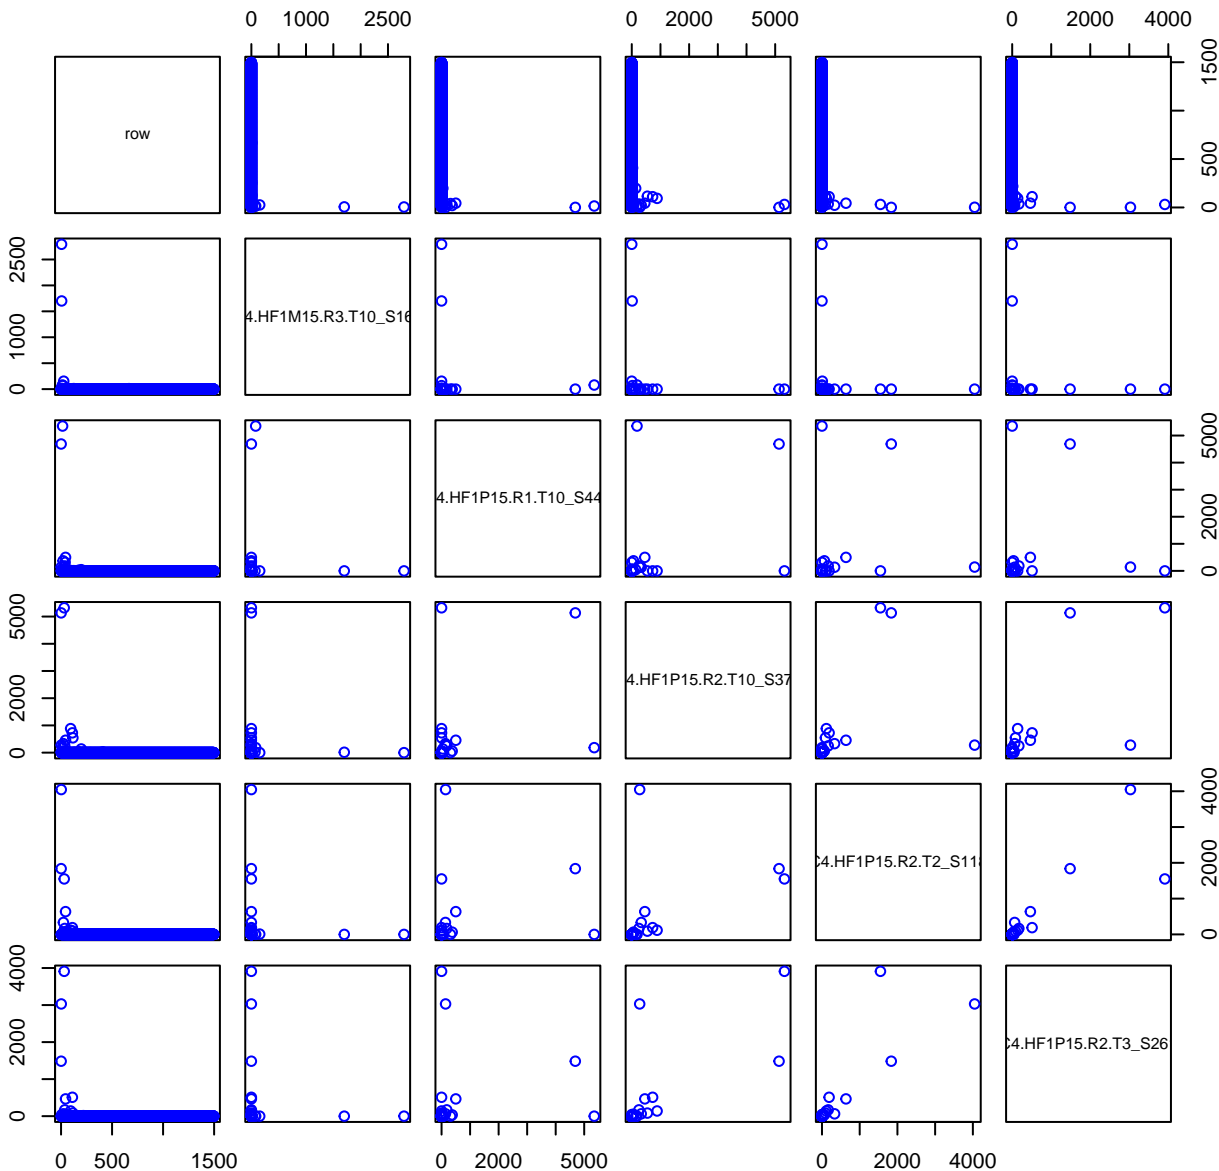 0 1000 2500 0 2000 5000 0 2000 4000
row
0 500 1500
0 1000 2500
4.HF1M15.R3.T10_S16
4.HF1P15.R1.T10_S44
0 2000 5000
0 2000 5000
4.HF1P15.R2.T10_S37
C4.HF1P15.R2.T2_S118
0 2000 4000
0 2000 4000
C4.HF1P15.R2.T3_S26
0 500 1500 0 2000 5000 0 2000 4000